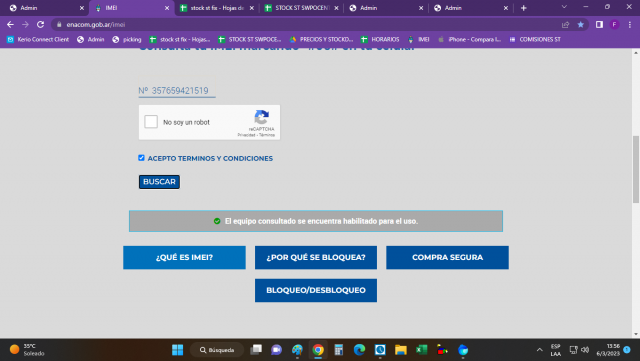 Admin
IMEI
stock st fis - Hojas de
STOCK ST SWPOCENT
Admin
Admin
enacom.gob.ar/imei
F
Kerio Connect Client
Admin
picking
stock st fis - Hojas...
STOCK ST SWPOCE...
PRECIOS Y STOCKD...
HORARIOS
IMEI
iPhone - Compara l...
COMISIONES ST
Nº 357659421519
No soy un robot
reCAPTCHA
Privacidad - Términos
ACEPTO TERMINOS Y CONDICIONES
BUSCAR
El equipo consultado se encuentra habilitado para el uso.
¿QUÉ ES IMEI?
¿POR QUÉ SE BLOQUEA?
COMPRA SEGURA
BLOQUEO/DESBLOQUEO
35°C
Soleado
Búsqueda
ESP
LAA
13:56
6/3/2023